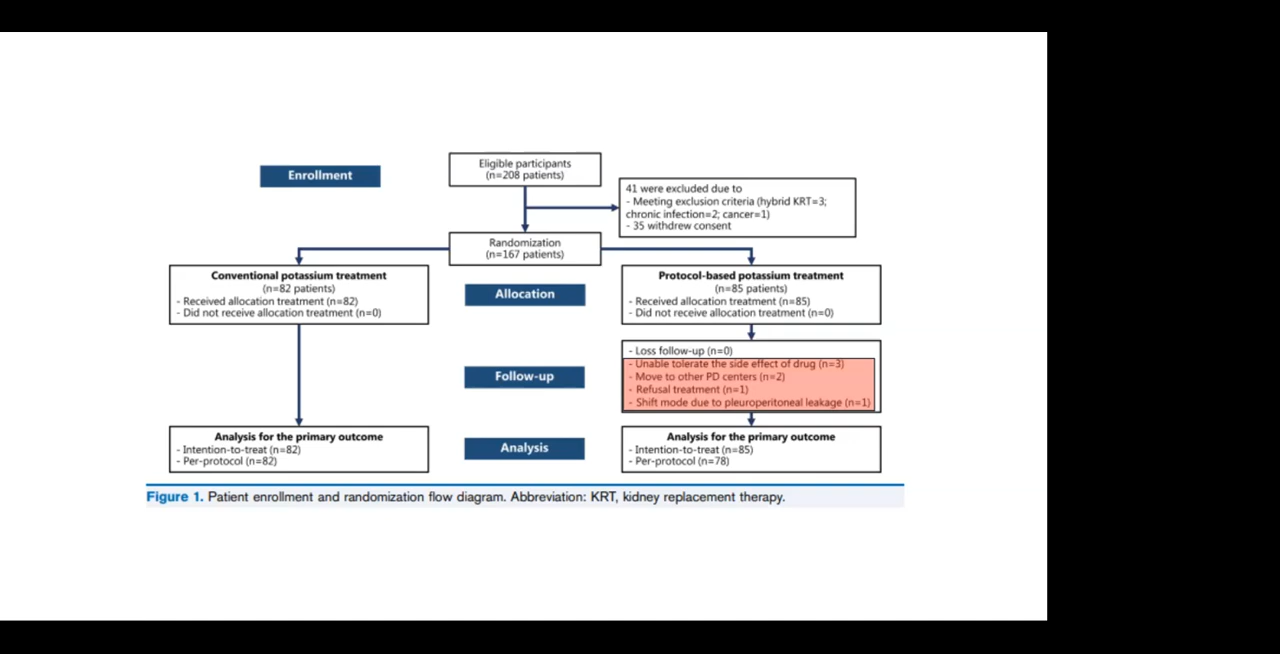 Eligible participants
(n=208 patients)
Enrollment
41 were excluded due to
- Meeting exclusion criteria (hybrid KRT=3;
chronic infection=2; cancer=1)
- 35 withdrew consent
Randomization
(n=167 patients)
Conventional potassium treatment
(n=82 patients)
- Received allocation treatment (n=82)
- Did not receive allocation treatment (n=0)
Allocation
Protocol-based potassium treatment
(n=85 patients)
- Received allocation treatment (n=85)
- Did not receive allocation treatment (n=0)
Follow-up
- Loss follow-up (n=0)
- Unable tolerate the side effect of drug (n=3)
- Move to other PD centers (n=2)
- Refusal treatment (n=1)
- Shift mode due to pleuroperitoneal leakage (n=1)
Analysis for the primary outcome
- Intention-to-treat (n=82)
- Per-protocol (n=82)
Analysis
Analysis for the primary outcome
- Intention-to-treat (n=85)
- Per-protocol (n=78)
Figure 1. Patient enrollment and randomization flow diagram. Abbreviation: KRT, kidney replacement therapy.